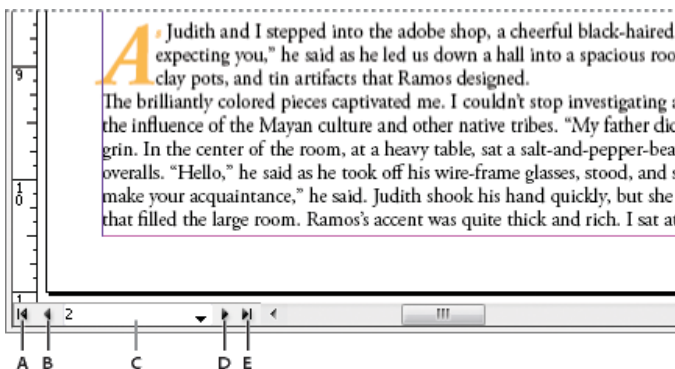 A s Judith and I stepped into the adobe shop, a cheerful black-haired
expecting you,” he said as he led us down a hall into a spacious roo
clay pots, and tin artifacts that Ramos designed.
The brilliantly colored pieces captivated me. I couldn’t stop investigating a
the influence of the Mayan culture and other native tribes. “My father did
grin. In the center of the room, at a heavy table, sat a salt-and-pepper-bea
overalls. “Hello,” he said as he took off his wire-frame glasses, stood, and s
make your acquaintance,” he said. Judith shook his hand quickly, but she
that filled the large room. Ramos’s accent was quite thick and rich. I sat at
9
10
1
2
A B C D E